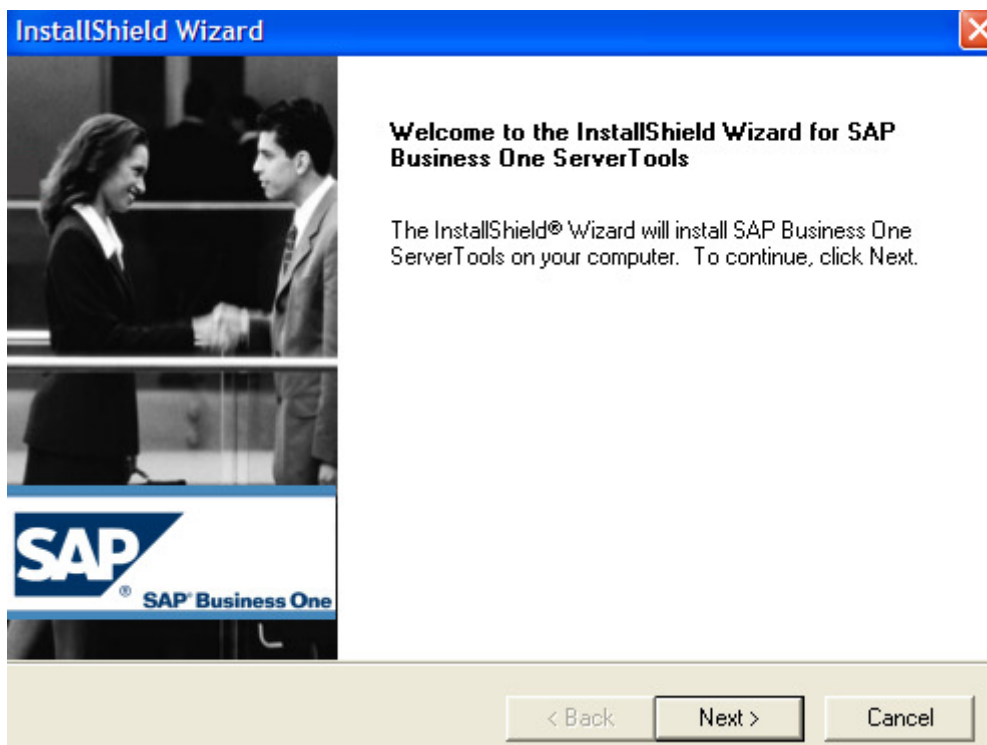 InstallShield Wizard
Welcome to the InstallShield Wizard for SAP
Business One ServerTools
The InstallShield® Wizard will install SAP Business One
ServerTools on your computer. To continue, click Next.
SAP®
SAP® Business One
< Back Next > Cancel